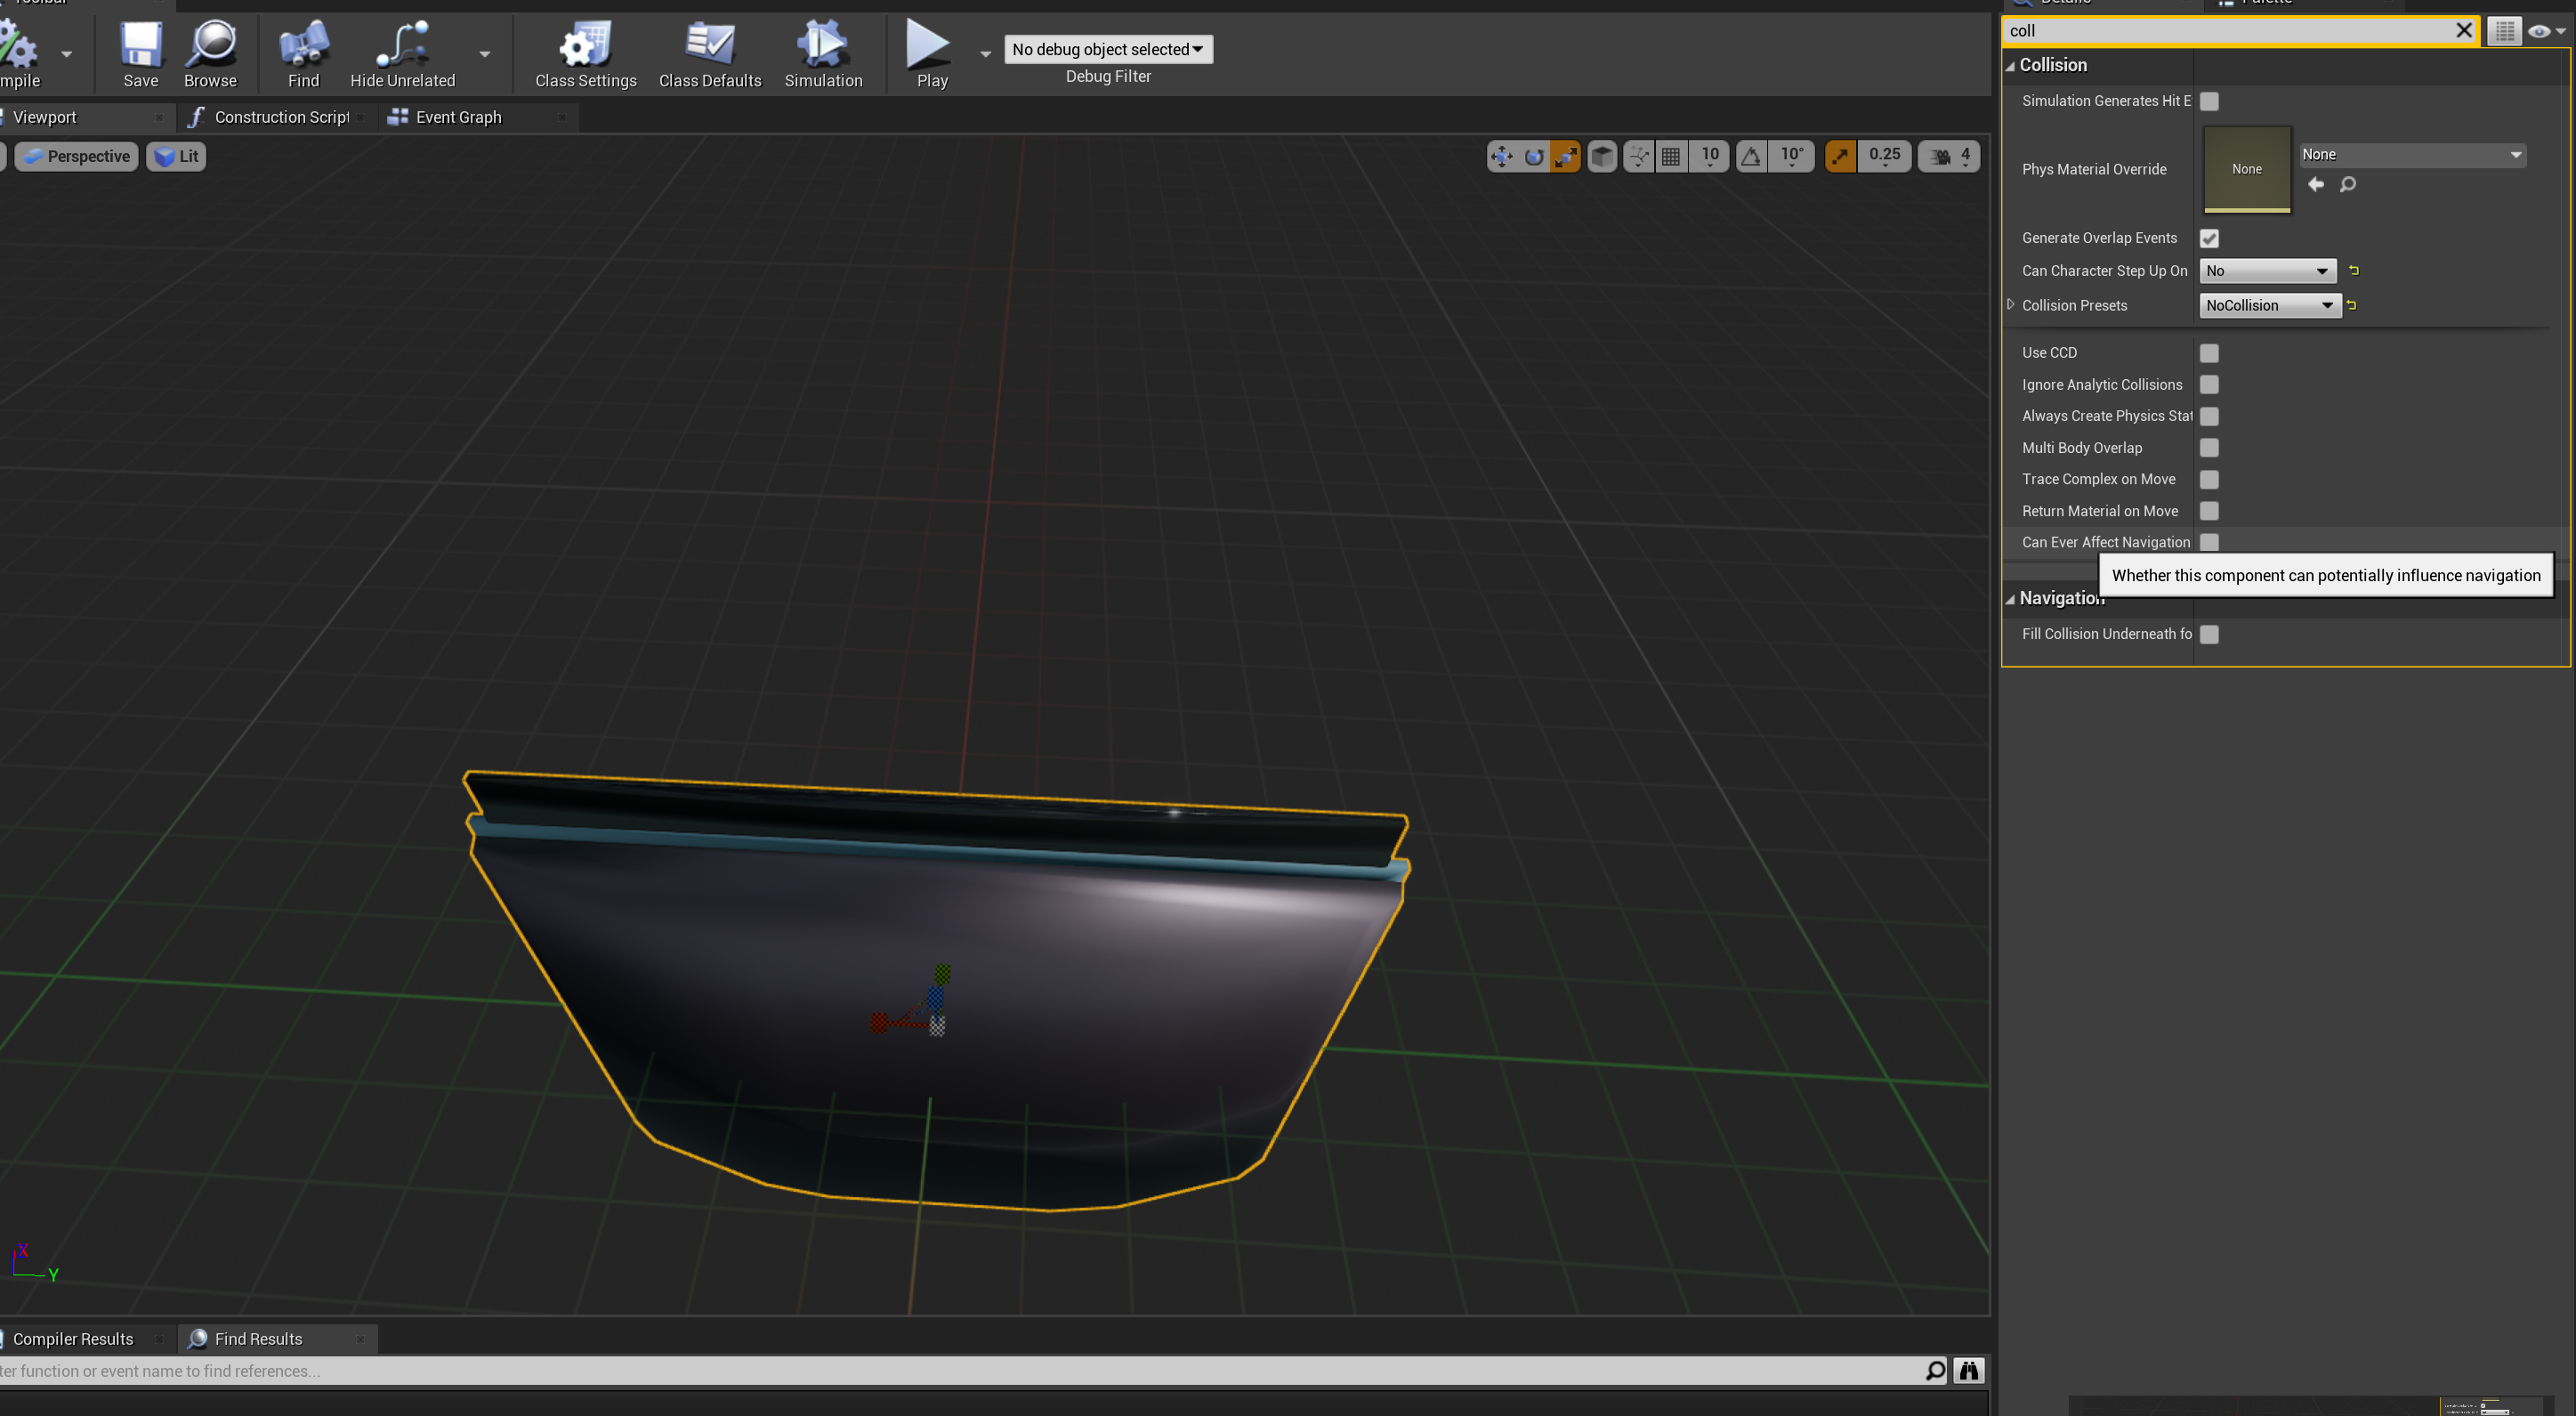 Toolbar
mpile
Save
Browse
Find
Hide Unrelated
Class Settings
Class Defaults
Simulation
Play
No debug object selected
Debug Filter
Viewport
Construction Script
Event Graph
Perspective
Lit
10
10°
0.25
4
X
Y
Compiler Results
Find Results
ter function or event name to find references...
Details
Palette
coll
Collision
Simulation Generates Hit E
Phys Material Override
None
None
Generate Overlap Events
Can Character Step Up On
No
Collision Presets
NoCollision
Use CCD
Ignore Analytic Collisions
Always Create Physics Stat
Multi Body Overlap
Trace Complex on Move
Return Material on Move
Can Ever Affect Navigation
Whether this component can potentially influence navigation
Navigation
Fill Collision Underneath fo